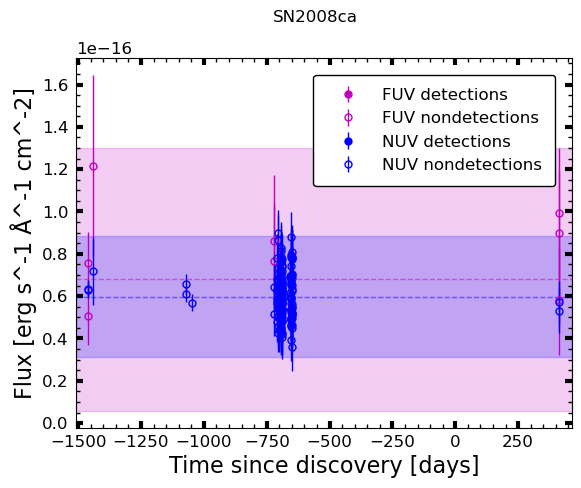 SN2008ca
1e−16
FUV detections
FUV nondetections
NUV detections
NUV nondetections
1.6
1.4
1.2
1.0
0.8
0.6
0.4
0.2
0.0
Flux [erg s^-1 Å^-1 cm^-2]
−1500 −1250 −1000 −750 −500 −250 0 250
Time since discovery [days]